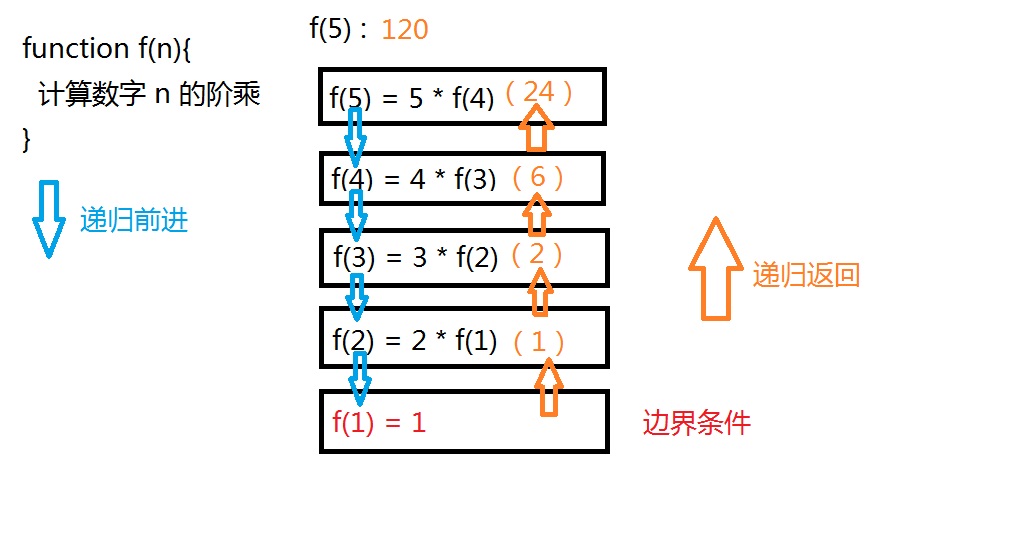 function f(n){
计算数字 n 的阶乘
}
递归前进
f(5) : 120
f(5) = 5 * f(4) ( 24 )
f(4) = 4 * f(3) ( 6 )
f(3) = 3 * f(2) ( 2 )
f(2) = 2 * f(1) ( 1 )
f(1) = 1
递归返回
边界条件